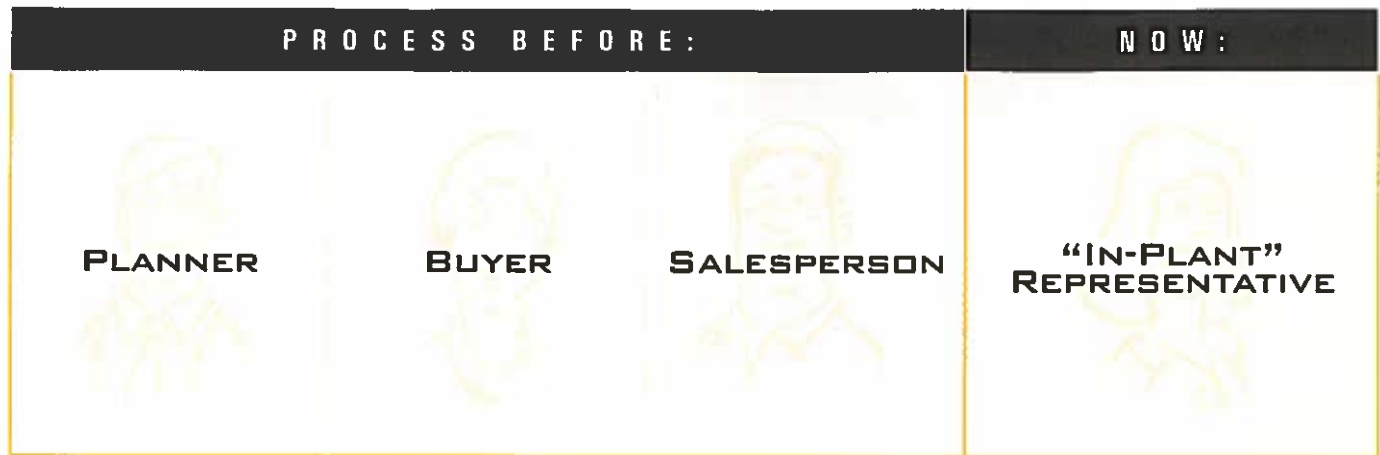 PROCESS BEFORE:
NOW:
PLANNER
BUYER
SALESPERSON
“IN-PLANT”
REPRESENTATIVE